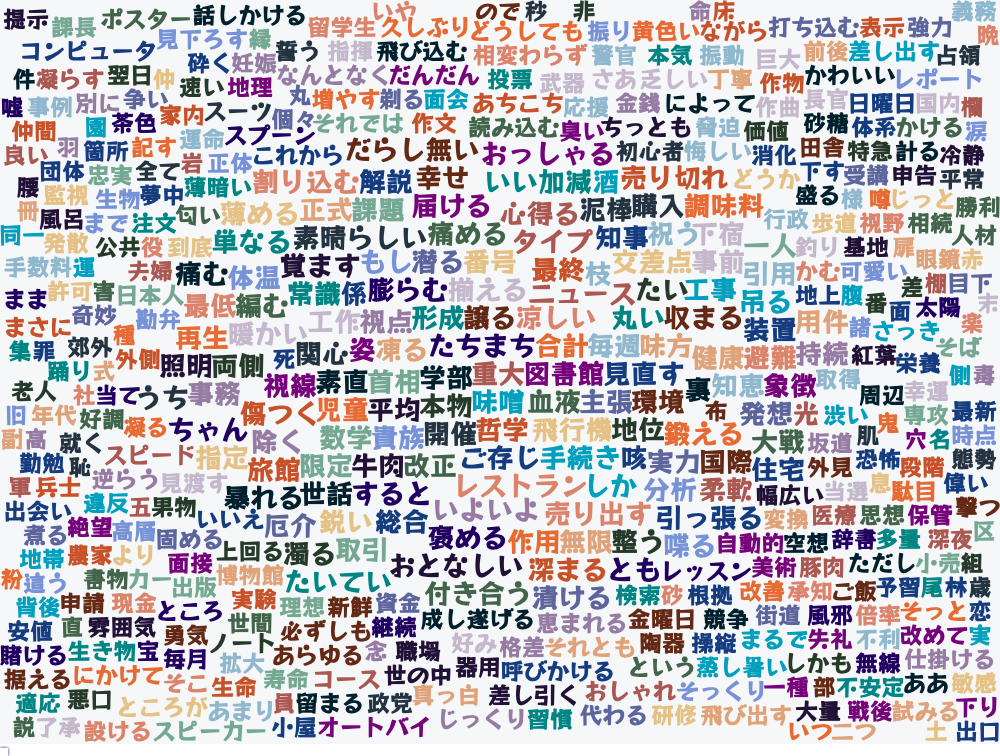 提示 課長 ポスター 話しかける いや ので 秒 非 命 床 義務
留学生 久しぶり どうしても 振り 黄色い ながら 打ち込む 表示 強力 晩
コンピュータ 見下ろす 縁 誓う 指揮 飛び込む 相変わらず 警官 本気 振動 巨大 前後 差し出す 占領
件 凝らす 翌日 仲 砕く 妊娠 速い 地理 なんとなく だんだん 投票 武器 さあ 乏しい 丁寧 作物 かわいい レポート
嘘 事例 別に 争い 家内 スーツ 丸 増やす 剃る 面会 あちこち 応援 金銭 によって 作曲 長官 日曜日 国内 欄
仲間 園 茶色 運命 スプーン 個々 それでは 作文 読み込む 臭い ちっとも 脅迫 価値 砂糖 体系 かける 涙
良い 羽 箇所 記す 岩 正体 これから だらし無い おっしゃる 初心者 悔しい 消化 田舎 特急 計る 冷静
腰 団体 忠実 全て 薄暗い 割り込む 解説 幸せ いい加減 酒 売り切れ どうか 下す 受識 申告 平常
監視 生物 夢中 盛る 様 噂 じっと
冊 風呂 まで 注文 匂い 薄める 正式 課題 届ける 心得る 泥棒 購入 調味料 行政 歩道 視野 相続 勝利
同一 発散 公共 役 到底 単なる 素晴らしい 痛める タイプ 知事 祝う 下宿 一人 釣り 基地 扉 人材
手数料 運 夫婦 痛む 体温 覚ます もし 潜る 番号 最終 枝 交差点 事前 引用 かむ 可愛い 眼鏡 赤
まま 許可 害 日本人 最低 編む 常識 係 膨らむ 揃える ニュース たい 工事 吊る 地上 腹 番 差 棚 目下
まさに 奇妙 勘弁 種 再生 暖かい 工作 視点 形成 譲る 涼しい 丸い 収まる 装置 用件 諸 さっき 面 太陽 末 楽
集 罪 郊外 外側 照明 両側 死 関心 姿 凍る たちまち 合計 毎週 味方 健康 避難 持続 紅葉 栄養 そば
踊り 式 社 当て うち 事務 視線 素直 首相 学部 重大 図書館 見直す 裏 知恵 象徴 取得 周辺 幸運 側 毒
老人 旧 年代 好調 凝る ちゃん 傷つく 児童 平均 本物 味噌 血液 主張 環境 布 発想 光 渋い 鬼 専攻 最新
副 高 就く スピード 指定 除く 数学 貴族 開催 哲学 飛行機 地位 鍛える 大戦 坂道 肌 穴 名 時点
勤勉 恥 旅館 限定 牛肉 改正 ご存じ 手続き 咳 実力 国際 住宅 外見 恐怖 段階 態勢
軍 兵士 逆らう 見渡す 暴れる 世話 すると レストラン しか 分析 柔軟 幅広い 当選 息 駄目 偉い
出会い 違反 五 男物 いいえ 厄介 鋭い 総合 いよいよ 売り出す 引っ張る 変換 医療 思想 保管 撃つ
煮る 絶望 高層 固める 上回る 濁る 取引 褒める 作用 無限 整う 喋る 自動的 空想 辞書 多量 深夜 区
地帯 農家 より 面接 博物館 たいてい おとなしい 深まる ともレッスン 美術 豚肉 ただし 小売 組
粉 違う 書物 カー 出版 付き合う 漬ける 検索 砂 根拠 改善 承知 ご飯 予習 尾 林 歳
背後 申請 現金 ところ 実験 理想 新鮮 資金 成し遂げる 恵まれる 金曜日 競争 街道 風邪 倍率 そっと 恋
安値 直 雰囲気 勇気 世間 ノート 必ずしも 継続 好み 格差 それとも 陶器 操縦 まるで 失礼 不利 改めて 実
賭ける 生き物 宝 毎月 拡大 あらゆる 念 職場 器用 呼びかける という 蒸し暑い しかも 無線 仕掛ける
据える にかけて そこ 生命 寿命 コース 世の中 真っ白 差し引く おしゃれ そっくり 一種 部 不安定 ああ 敏感
適応 悪口 ところが あまり 員 留まる 政党 じっくり 習慣 代わる 研修 飛び出す 大量 戦後 試みる 下り
説 了承 設ける スピーカー 小屋 オートバイ いつ 二つ 土 出口